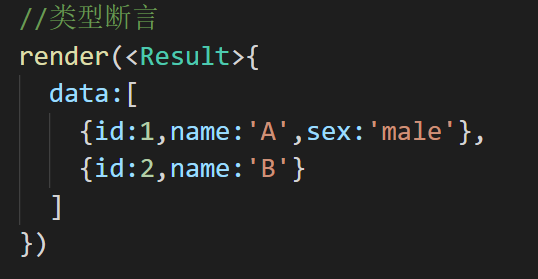 //类型断言
render(<Result>{
  data:[
    {id:1,name:'A',sex:'male'},
    {id:2,name:'B'}
  ]
})